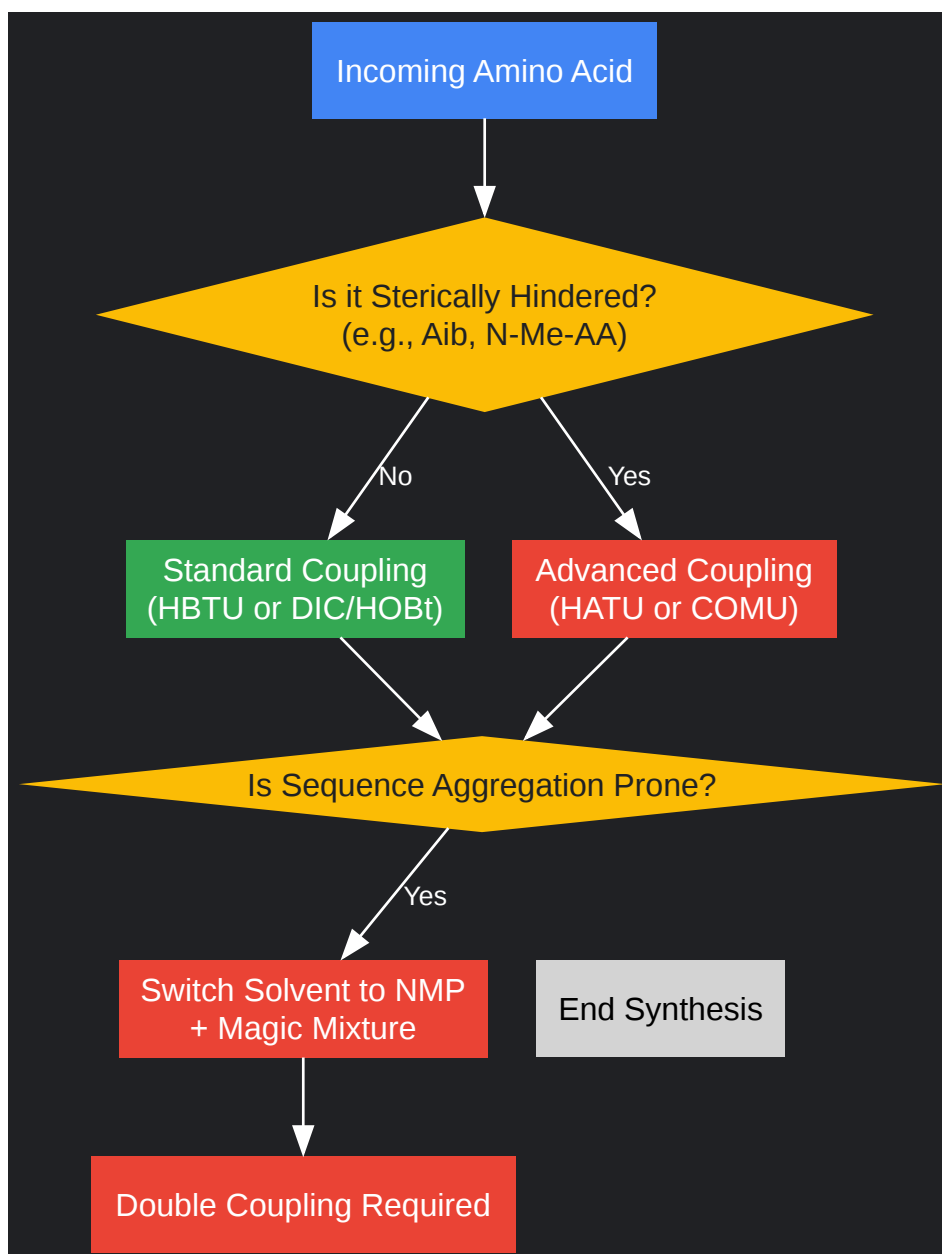 Incoming Amino Acid
Is it Sterically Hindered?
(e.g., Aib, N-Me-AA)
No
Yes
Standard Coupling
(HBTU or DIC/HOBt)
Advanced Coupling
(HATU or COMU)
Is Sequence Aggregation Prone?
Yes
Switch Solvent to NMP
+ Magic Mixture
End Synthesis
Double Coupling Required